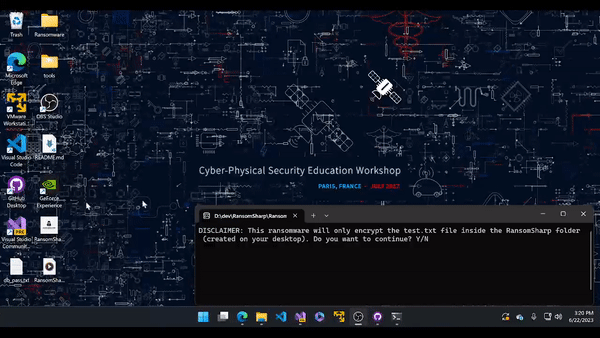 Trash
Ransomware
Microsoft
Edge
tools
VMware
Workstati...
OBS Studio
Visual Studio
Code
README.md
GitHub
Desktop
GeForce
Experience
Visual Studio
Communit...
RansomSha...
db_pass.txt
RansomSha...
Cyber-Physical Security Education Workshop
PARIS, FRANCE - JULY 2017
D:\dev\RansomSharp\Ransom
DISCLAIMER: This ransomware will only encrypt the test.txt file inside the RansomSharp folder
(created on your desktop). Do you want to continue? Y/N
3:20 PM
6/22/2023